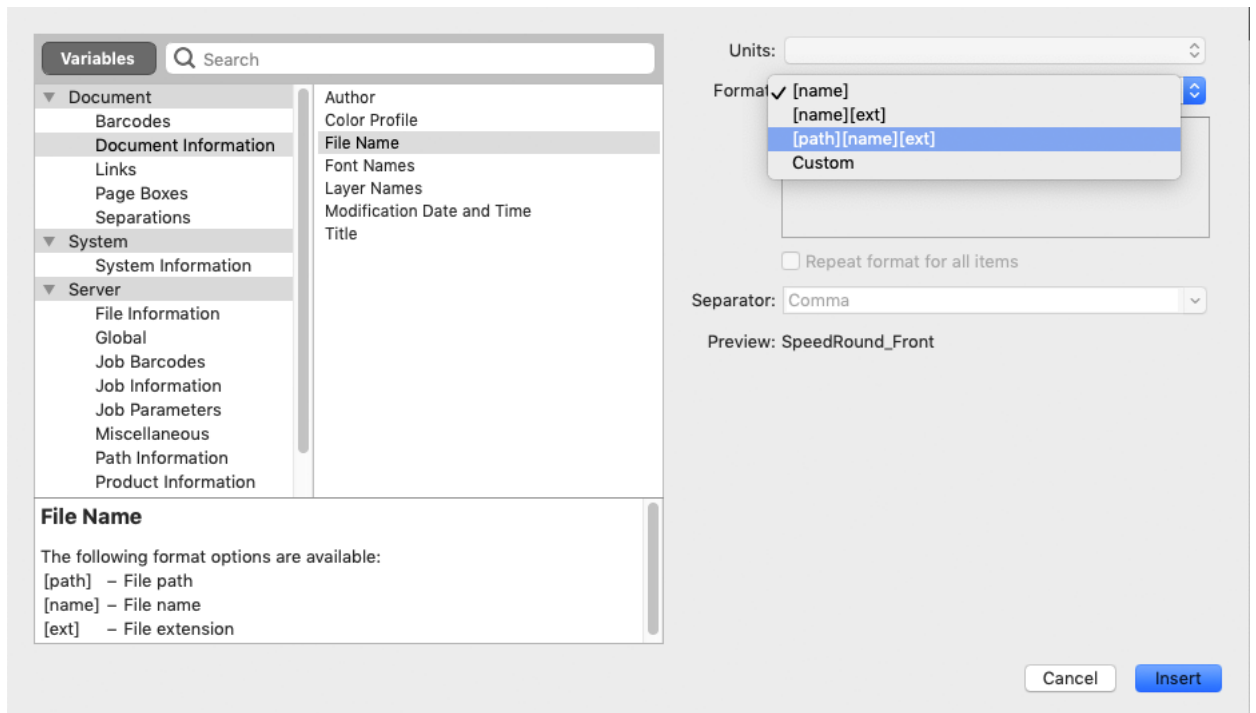 Variables
Search
Document
Barcodes
Document Information
Links
Page Boxes
Separations
System
System Information
Server
File Information
Global
Job Barcodes
Job Information
Job Parameters
Miscellaneous
Path Information
Product Information
Author
Color Profile
File Name
Font Names
Layer Names
Modification Date and Time
Title
File Name
The following format options are available:
[path] – File path
[name] – File name
[ext] – File extension
Units:
Format
[name]
[name][ext]
[path][name][ext]
Custom
Repeat format for all items
Separator: Comma
Preview: SpeedRound_Front
Cancel
Insert